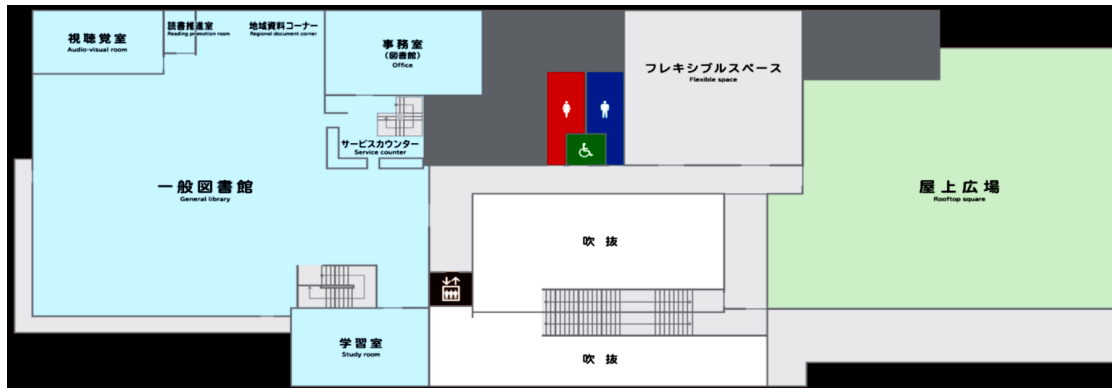 視聴覚室
Audio-visual room
読書推進室
Reading promotion room
地域資料コーナー
Regional document corner
事務室
(図書館)
Office
フレキシブルスペース
Flexible space
サービスカウンター
Service counter
一般図書館
General library
屋上広場
Rooftop square
吹抜
学習室
Study room
吹抜